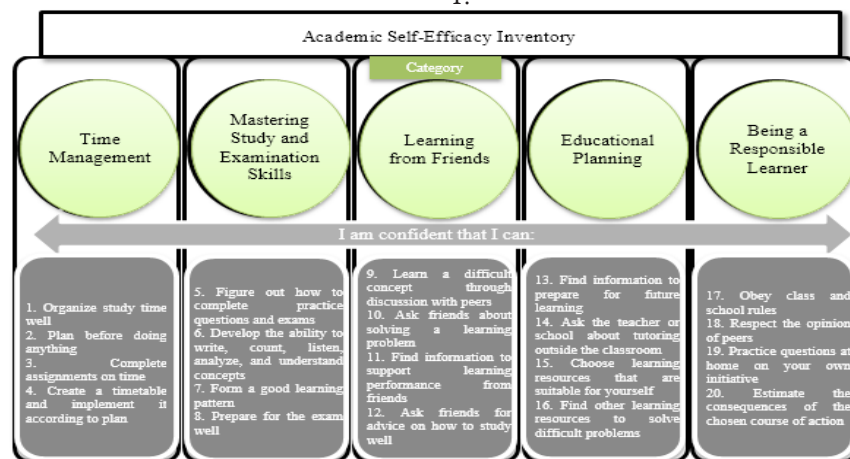 1.
Academic Self-Efficacy Inventory
Category
Time
Management
Mastering
Study and
Examination
Skills
Learning
from Friends
Educational
Planning
Being a
Responsible
Learner
I am confident that I can:
1. Organize study time
well
2. Plan before doing
anything
3. Complete
assignments on time
4. Create a timetable
and implement it
according to plan
5. Figure out how to
complete practice
questions and exams
6. Develop the ability to
write, count, listen,
analyze, and understand
concepts
7. Form a good learning
pattern
8. Prepare for the exam
well
9. Learn a difficult
concept through
discussion with peers
10. Ask friends about
solving a learning
problem
11. Find information to
support learning
performance from
friends
12. Ask friends for
advice on how to study
well
13. Find information to
prepare for future
learning
14. Ask the teacher or
school about tutoring
outside the classroom
15. Choose learning
resources that are
suitable for yourself
16. Find other learning
resources to solve
difficult problems
17. Obey class and
school rules
18. Respect the opinion
of peers
19. Practice questions at
home on your own
initiative
20. Estimate the
consequences of the
chosen course of action